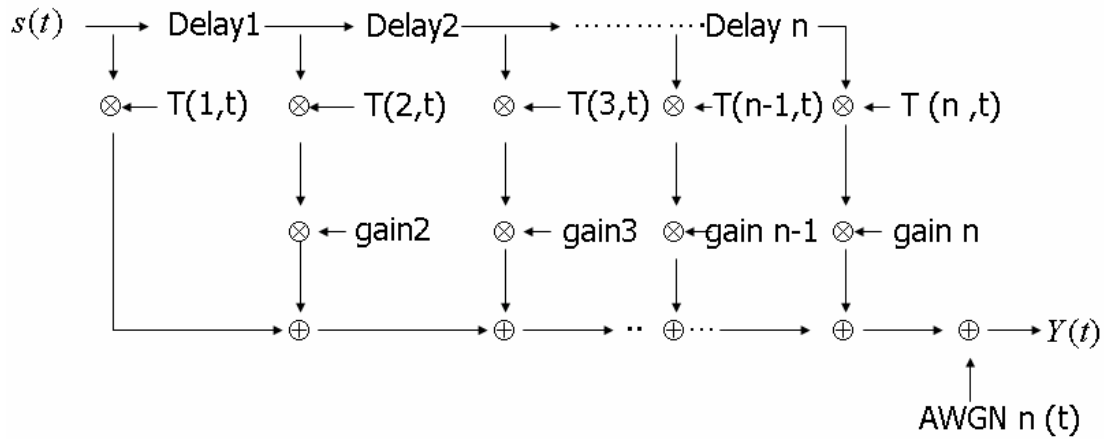 s(t) Delay1 Delay2 ............ Delay n
T(1,t) T(2,t) T(3,t) T(n-1,t) T (n ,t)
gain2 gain3 gain n-1 gain n
.. ... Y(t)
AWGN n (t)